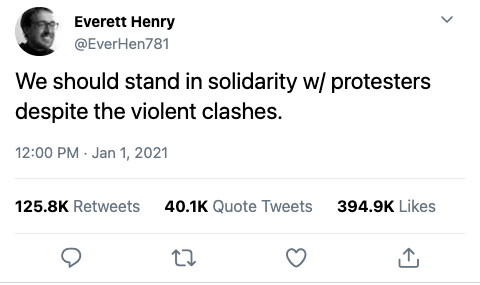 Everett Henry
@EverHen781
We should stand in solidarity w/ protesters
despite the violent clashes.
12:00 PM · Jan 1, 2021
125.8K Retweets 40.1K Quote Tweets 394.9K Likes